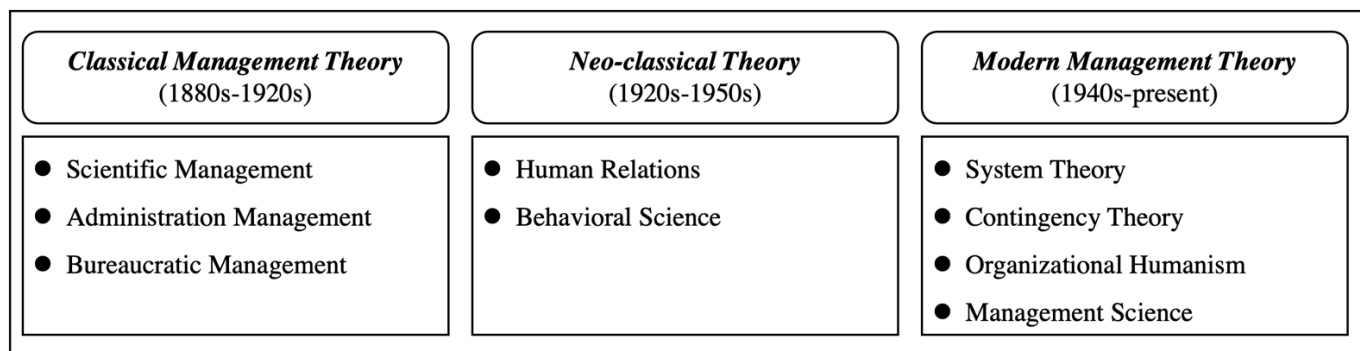 Classical Management Theory
(1880s-1920s)
● Scientific Management
● Administration Management
● Bureaucratic Management
Neo-classical Theory
(1920s-1950s)
● Human Relations
● Behavioral Science
Modern Management Theory
(1940s-present)
● System Theory
● Contingency Theory
● Organizational Humanism
● Management Science